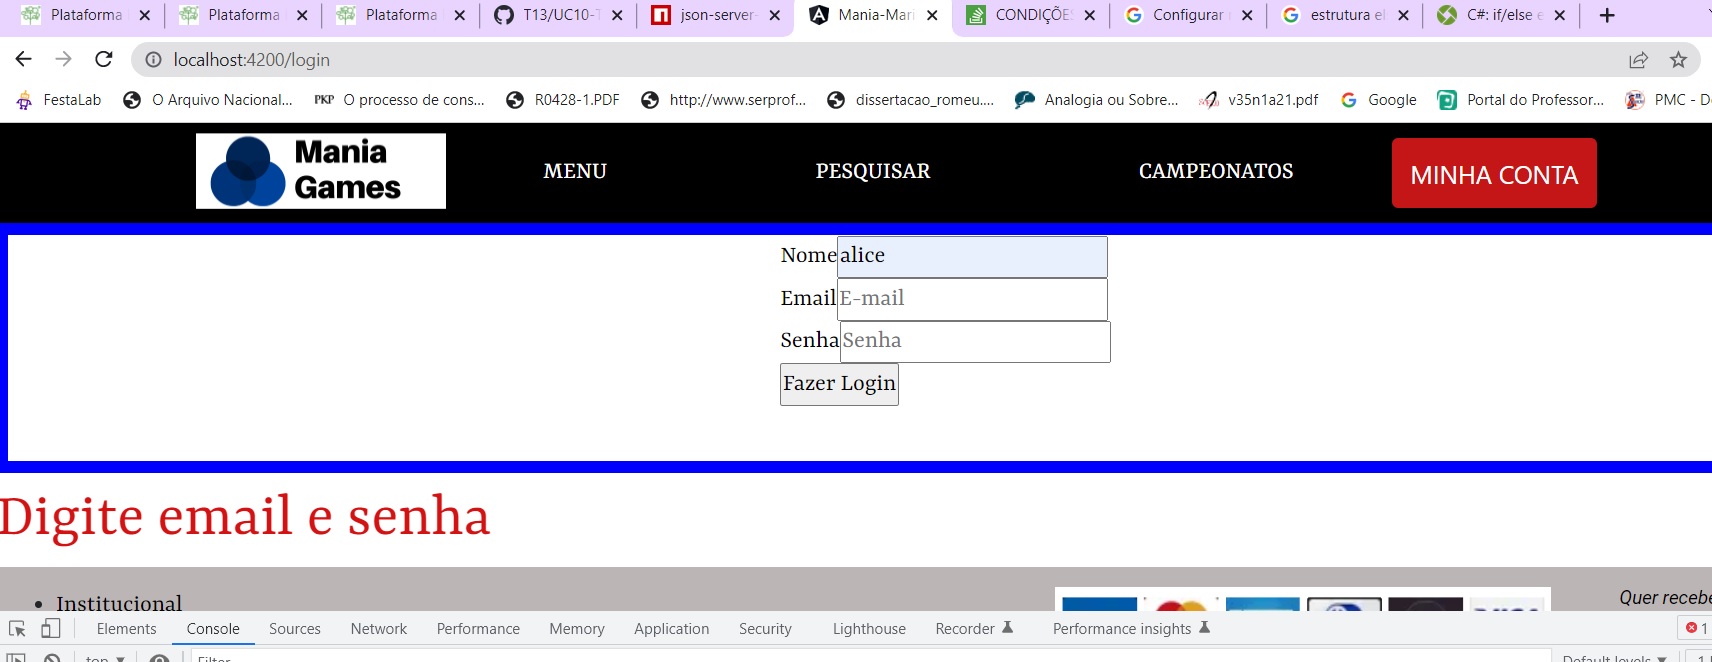 Plataforma Plataforma Plataforma T13/UC10-T json-server- Mania-Mari CONDIÇÕES Configurar estrutura el C#: if/else e
localhost:4200/login
FestaLab O Arquivo Nacional... PKP O processo de cons... R0428-1.PDF http://www.serprof... dissertacao_romeu.... Analogia ou Sobre... v35n1a21.pdf Google Portal do Professor... PMC - D
Mania
Games
MENU PESQUISAR CAMPEONATOS MINHA CONTA
Nome alice
Email E-mail
Senha Senha
Fazer Login
Digite email e senha
Institucional
Quer recebe
Elements Console Sources Network Performance Memory Application Security Lighthouse Recorder Performance insights 1
top Filter Default levels